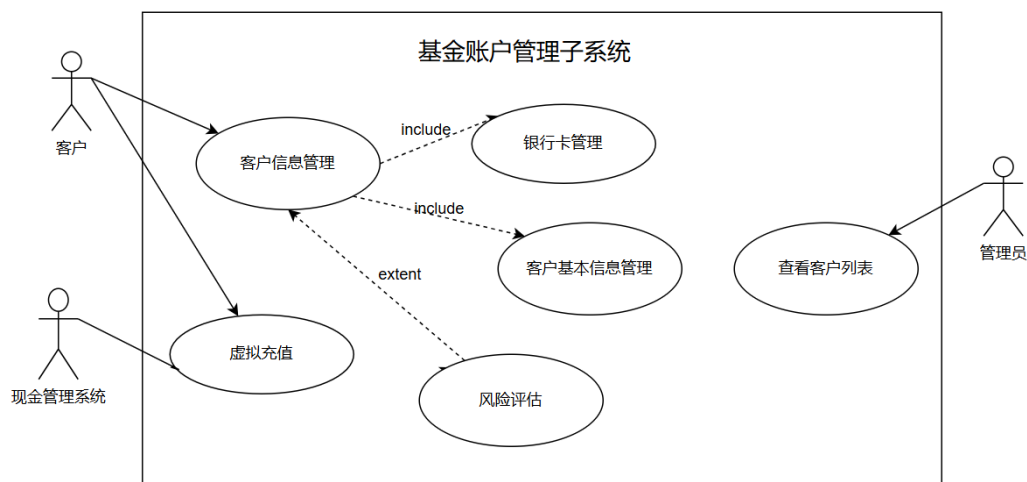 基金账户管理子系统
客户
include
银行卡管理
客户信息管理
管理员
include
客户基本信息管理
查看客户列表
extent
现金管理系统
虚拟充值
风险评估